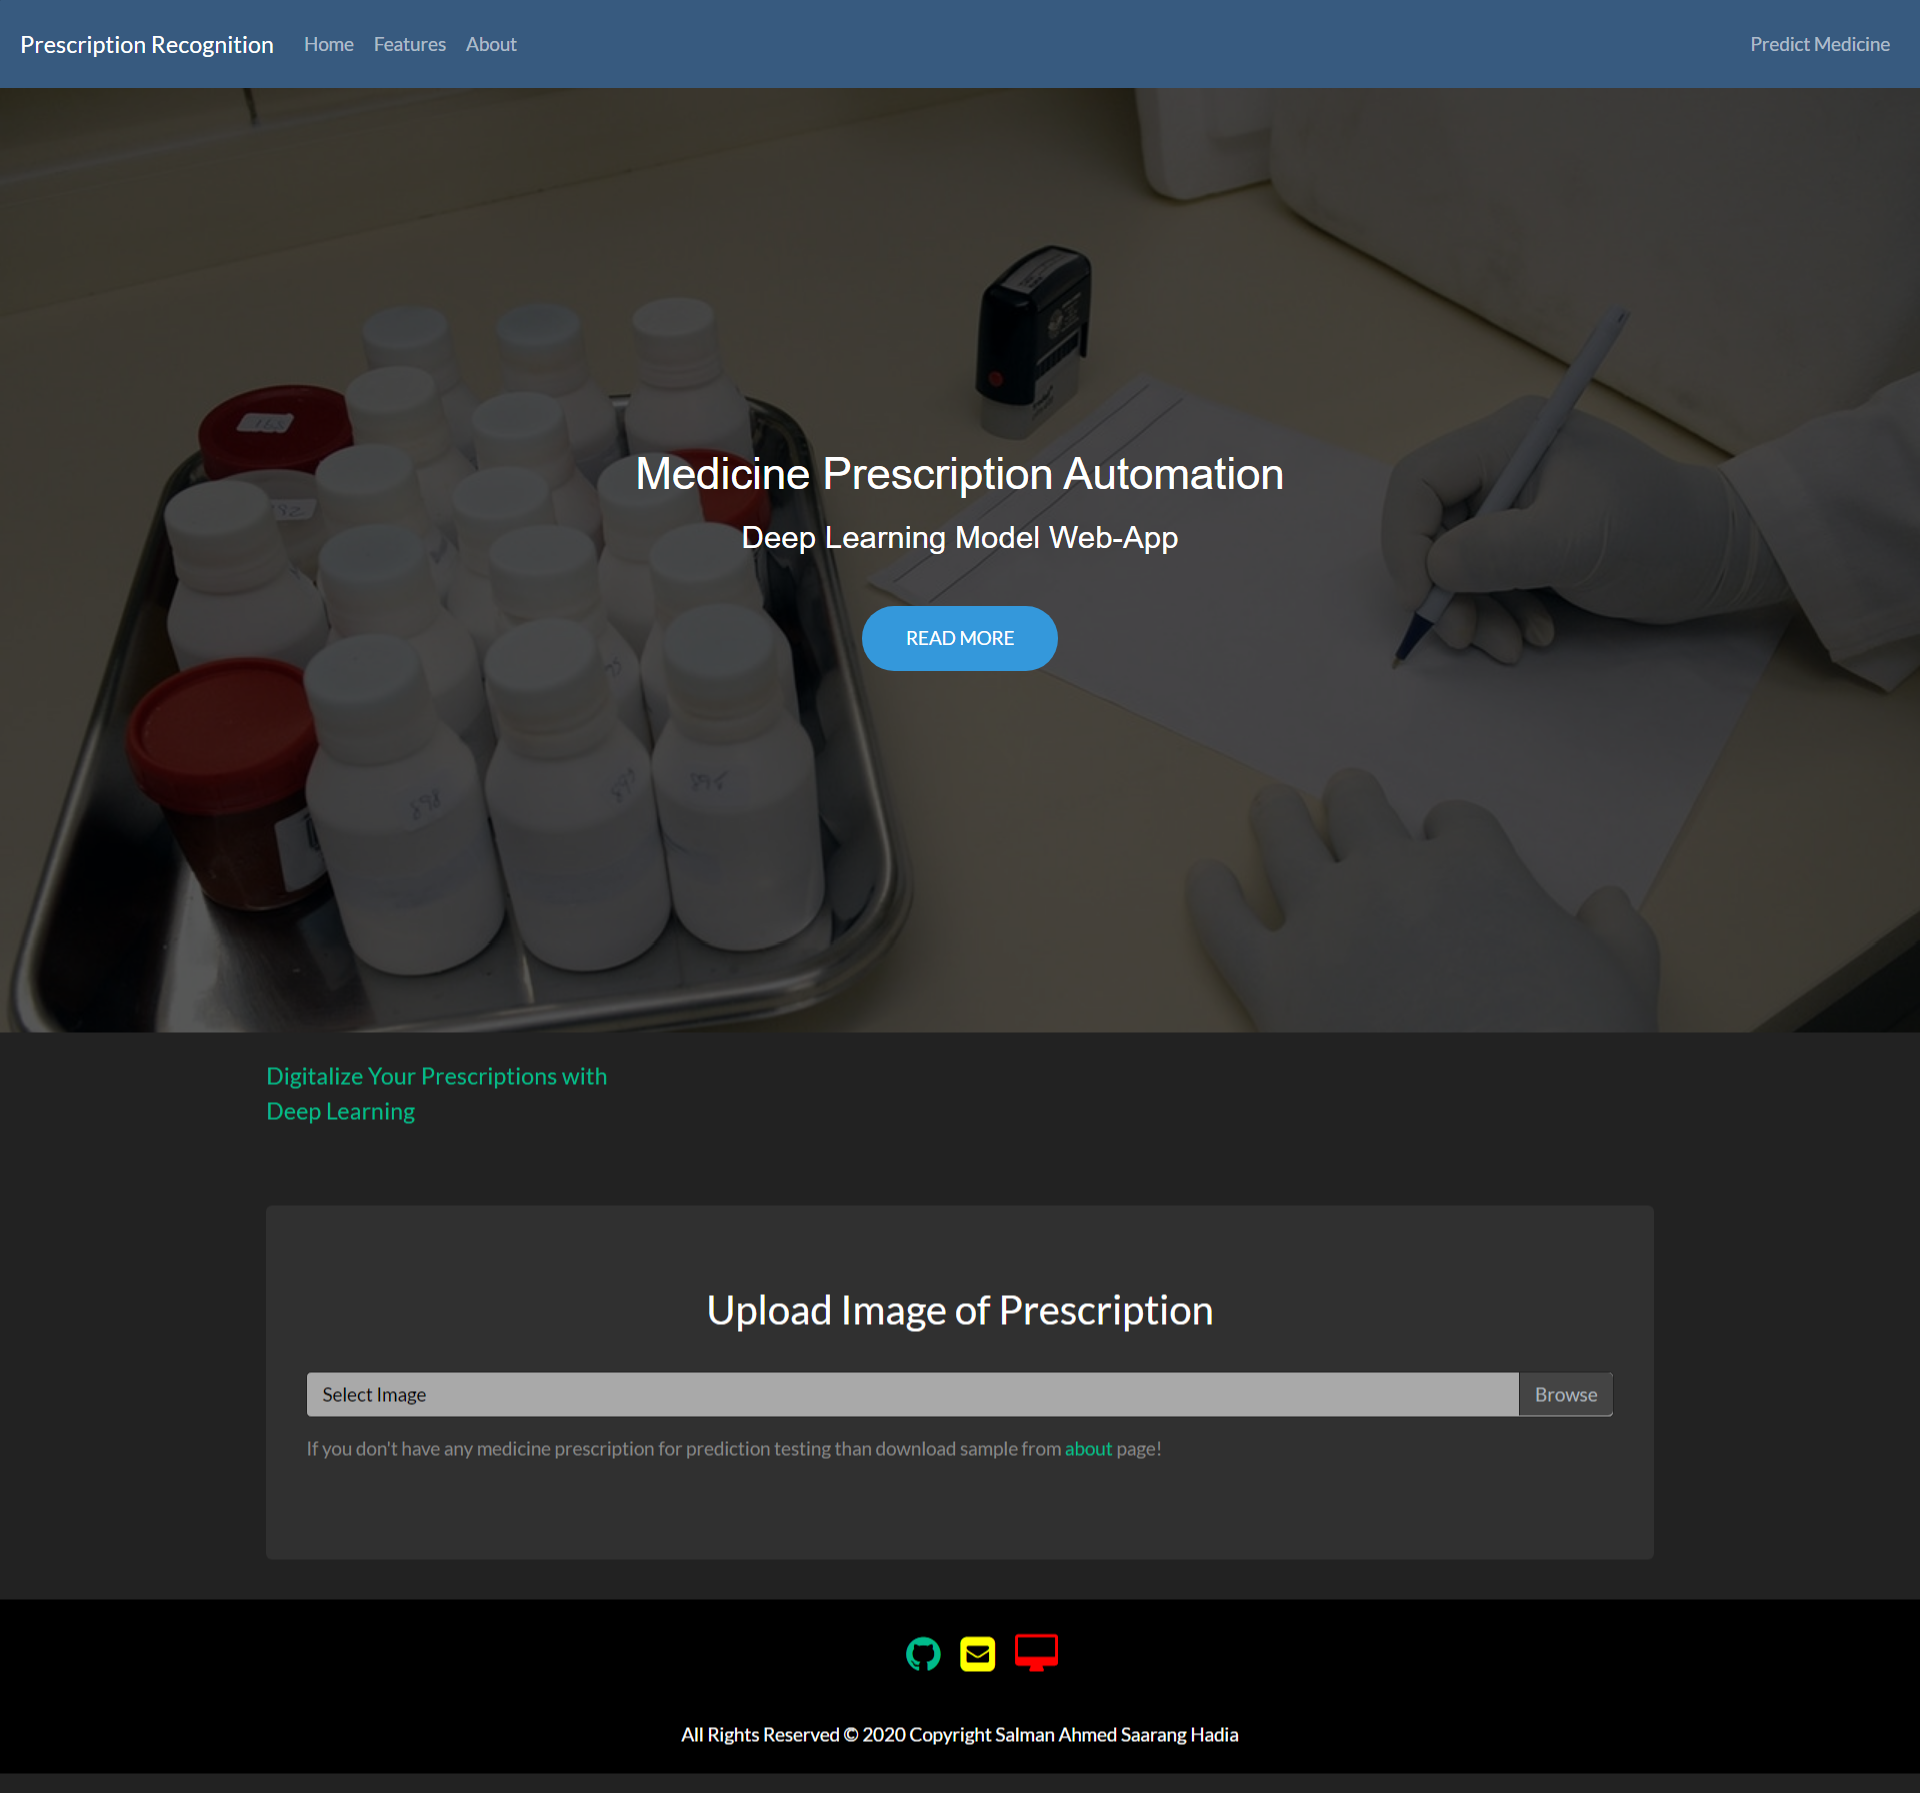 Prescription Recognition Home Features About Predict Medicine
Medicine Prescription Automation
Deep Learning Model Web-App
READ MORE
Digitalize Your Prescriptions with
Deep Learning
Upload Image of Prescription
Select Image Browse
If you don't have any medicine prescription for prediction testing than download sample from about page!
All Rights Reserved © 2020 Copyright Salman Ahmed Saarang Hadia